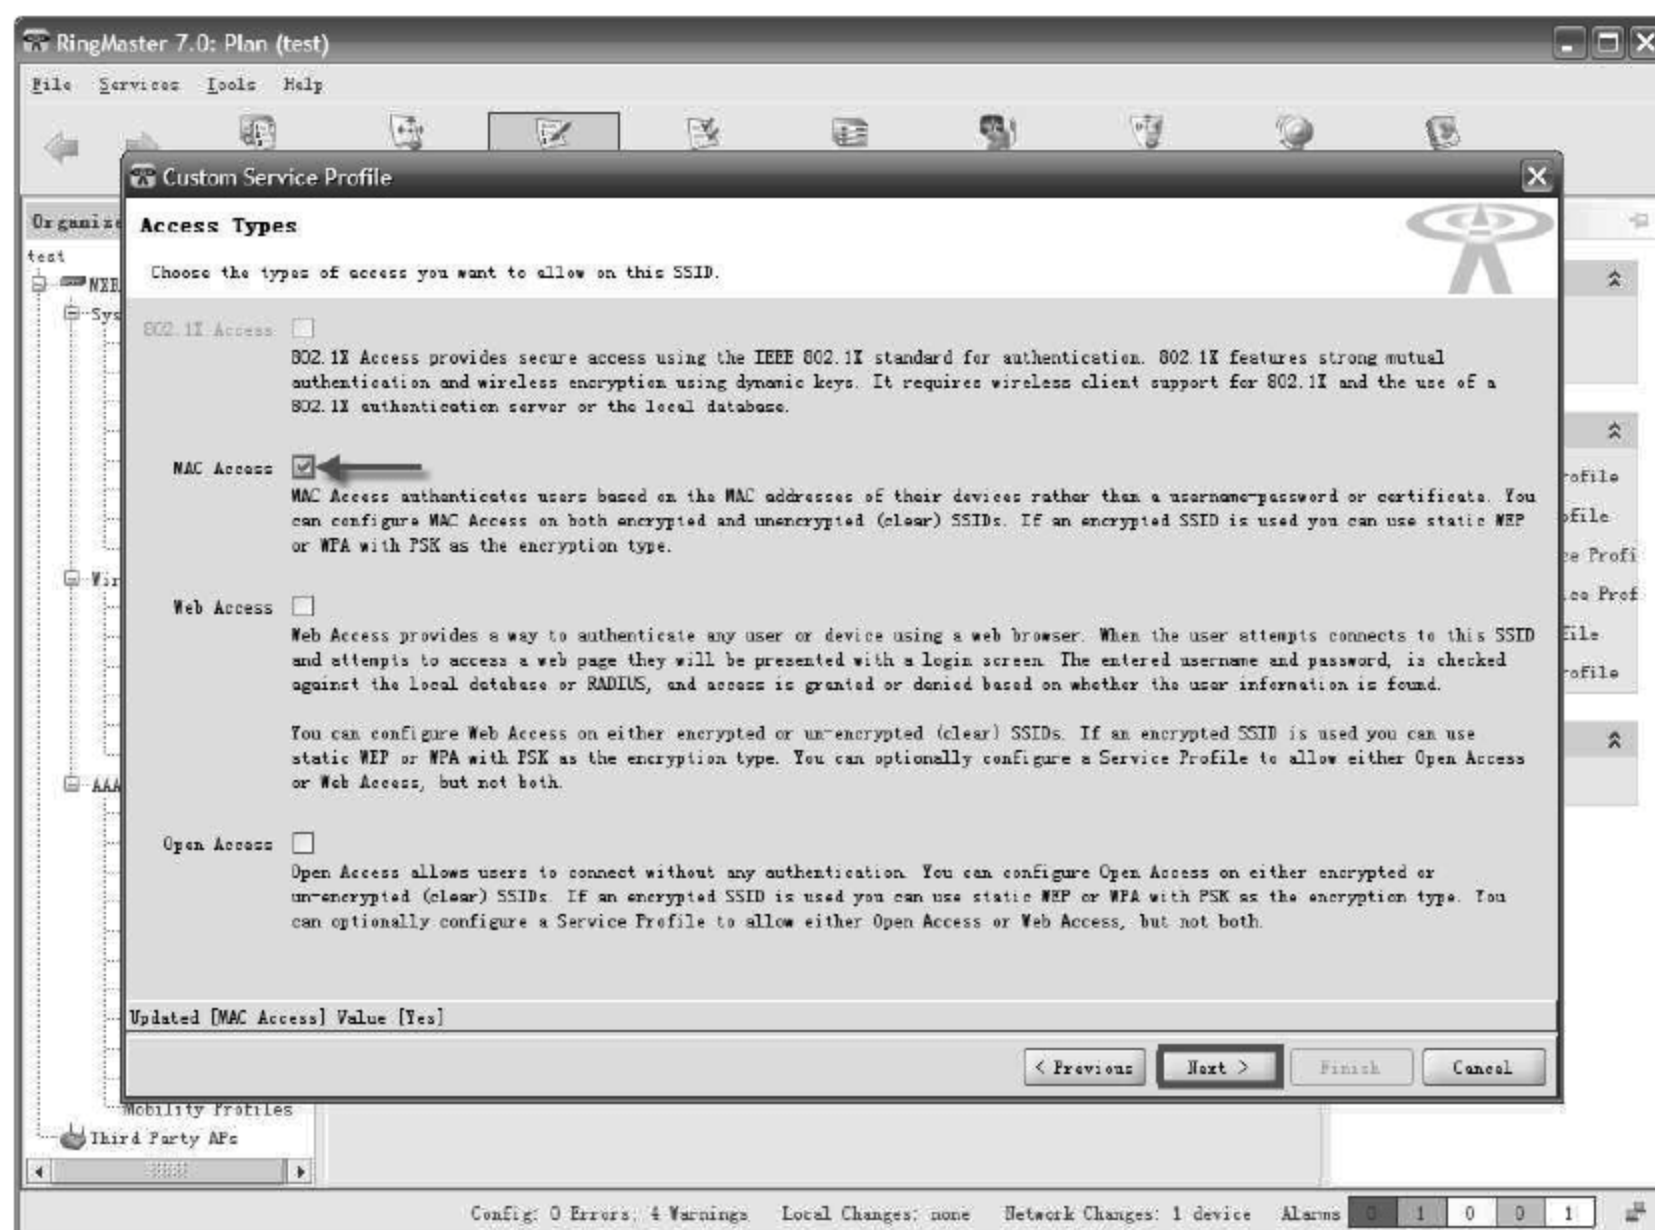 RingMaster 7.0: Plan (test)
File Services Tools Help
Custom Service Profile
Organize
Access Types
test
Choose the types of access you want to allow on this SSID.
Sys
802.1X Access
802.1X Access provides secure access using the IEEE 802.1X standard for authentication. 802.1X features strong mutual
authentication and wireless encryption using dynamic keys. It requires wireless client support for 802.1X and the use of a
802.1X authentication server or the local database.
MAC Access
MAC Access authenticates users based on the MAC addresses of their devices rather than a username-password or certificate. You
can configure MAC Access on both encrypted and unencrypted (clear) SSIDs. If an encrypted SSID is used you can use static WEP
or WPA with PSK as the encryption type.
ofile
ofile
ce Profi
ice Prof
file
rofile
Wir
Web Access
Web Access provides a way to authenticate any user or device using a web browser. When the user attempts connects to this SSID
and attempts to access a web page they will be presented with a login screen. The entered username and password, is checked
against the local database or RADIUS, and access is granted or denied based on whether the user information is found.
You can configure Web Access on either encrypted or un-encrypted (clear) SSIDs. If an encrypted SSID is used you can use
static WEP or WPA with PSK as the encryption type. You can optionally configure a Service Profile to allow either Open Access
or Web Access, but not both.
AAA
Open Access
Open Access allows users to connect without any authentication. You can configure Open Access on either encrypted or
un-encrypted (clear) SSIDs. If an encrypted SSID is used you can use static WEP or WPA with PSK as the encryption type. You
can optionally configure a Service Profile to allow either Open Access or Web Access, but not both.
Updated [MAC Access] Value [Yes]
< Previous Next > Finish Cancel
Mobility Profiles
Third Party APs
Config: 0 Errors, 4 Warnings Local Changes: none Network Changes: 1 device Alarms 0 1 0 0 1